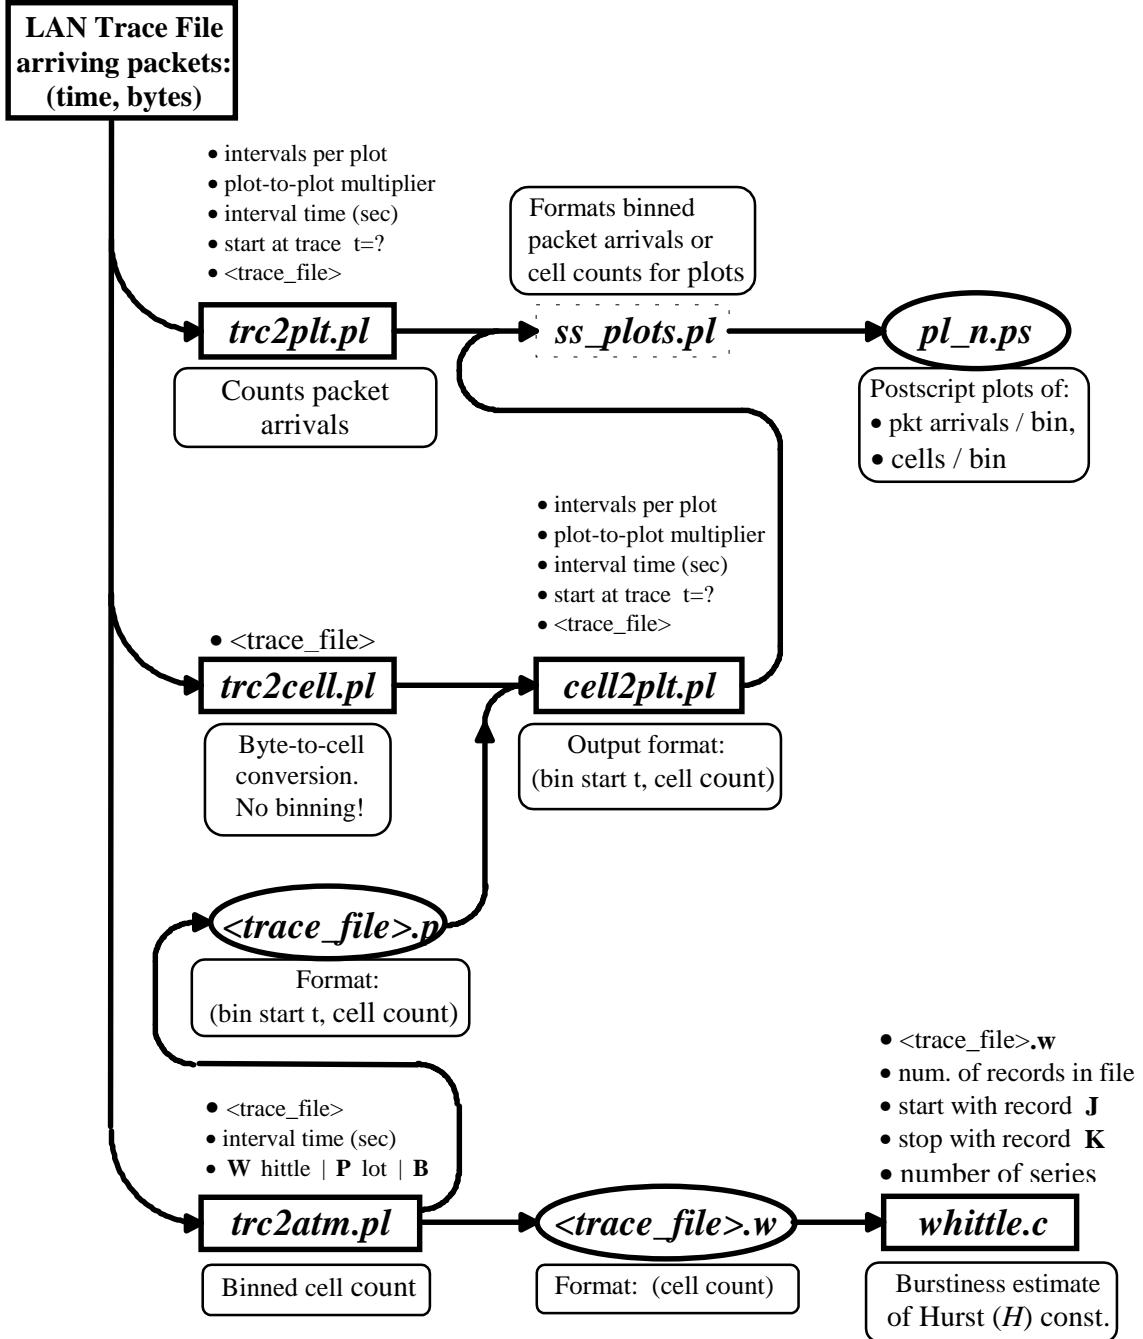 LAN Trace File
arriving packets:
(time, bytes)
• intervals per plot
• plot-to-plot multiplier
• interval time (sec)
• start at trace t=?
• <trace_file>
trc2plt.pl
Counts packet
arrivals
Formats binned
packet arrivals or
cell counts for plots
ss_plots.pl
pl_n.ps
Postscript plots of:
• pkt arrivals / bin,
• cells / bin
• intervals per plot
• plot-to-plot multiplier
• interval time (sec)
• start at trace t=?
• <trace_file>
• <trace_file>
trc2cell.pl
Byte-to-cell
conversion.
No binning!
cell2plt.pl
Output format:
(bin start t, cell count)
<trace_file>.p
Format:
(bin start t, cell count)
• <trace_file>
• interval time (sec)
• W hittle | P lot | B
trc2atm.pl
Binned cell count
<trace_file>.w
Format: (cell count)
• <trace_file>.w
• num. of records in file
• start with record J
• stop with record K
• number of series
whittle.c
Burstiness estimate
of Hurst (H) const.